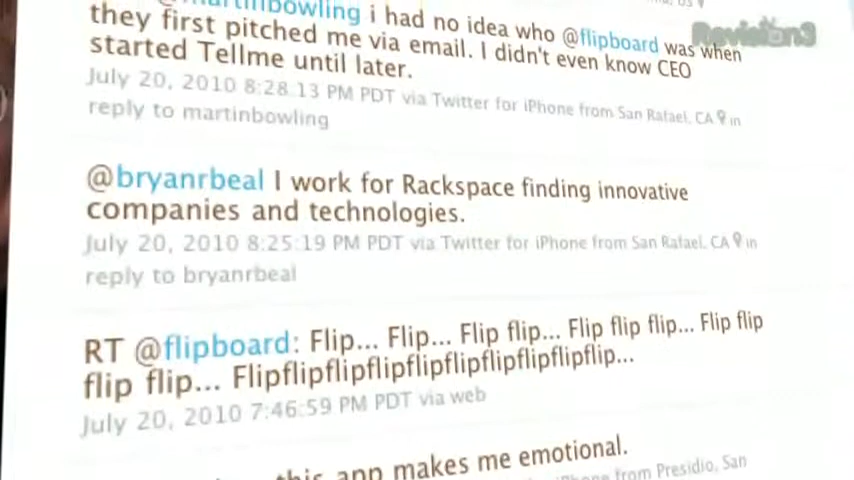 @martinbowling i had no idea who @flipboard was when
they first pitched me via email. I didn't even know CEO
started Tellme until later.
July 20, 2010 8:28:13 PM PDT via Twitter for iPhone from San Rafael, CA in
reply to martinbowling
Revision3
@bryanrbeal I work for Rackspace finding innovative
companies and technologies.
July 20, 2010 8:25:19 PM PDT via Twitter for iPhone from San Rafael, CA in
reply to bryanrbeal
RT @flipboard: Flip... Flip... Flip flip... Flip flip flip... Flip flip
flip flip... Flipflipflipflipflipflipflipflipflipflip...
July 20, 2010 7:46:59 PM PDT via web
this app makes me emotional.
iPhone from Presidio, San